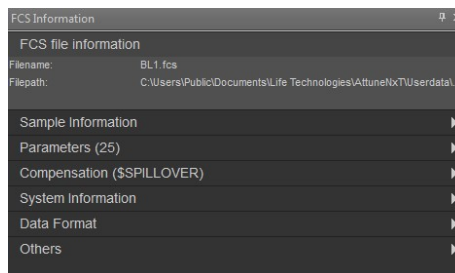 FCS Information
FCS file information
Filename: BL1.fcs
Filepath: C:\Users\Public\Documents\Life Technologies\AttuneNxT\Userdata\..
Sample Information
Parameters (25)
Compensation ($SPILLOVER)
System Information
Data Format
Others